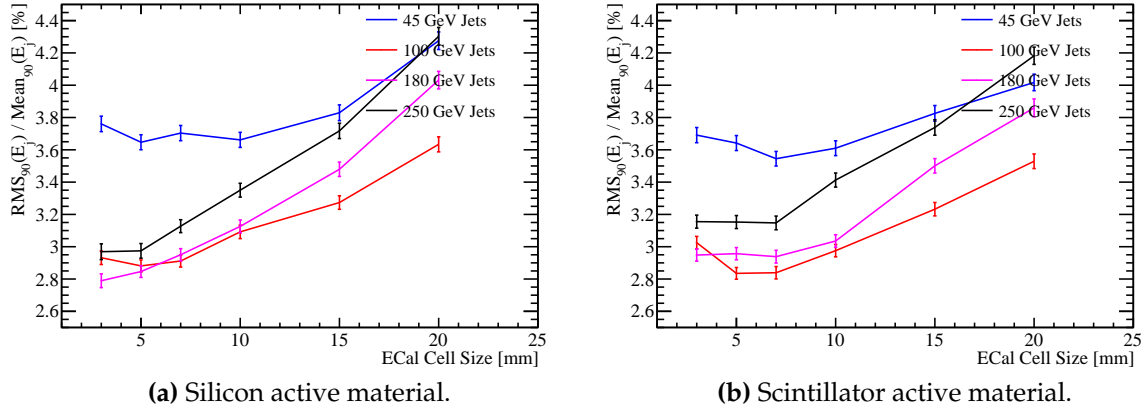 RMS90(Ej) / Mean90(Ej) [%]
4.4
4.2
4
3.8
3.6
3.4
3.2
3
2.8
2.6
45 GeV Jets
100 GeV Jets
180 GeV Jets
250 GeV Jets
5 10 15 20 25
ECal Cell Size [mm]
(a) Silicon active material.
RMS90(Ej) / Mean90(Ej) [%]
4.4
4.2
4
3.8
3.6
3.4
3.2
3
2.8
2.6
45 GeV Jets
100 GeV Jets
180 GeV Jets
250 GeV Jets
5 10 15 20 25
ECal Cell Size [mm]
(b) Scintillator active material.